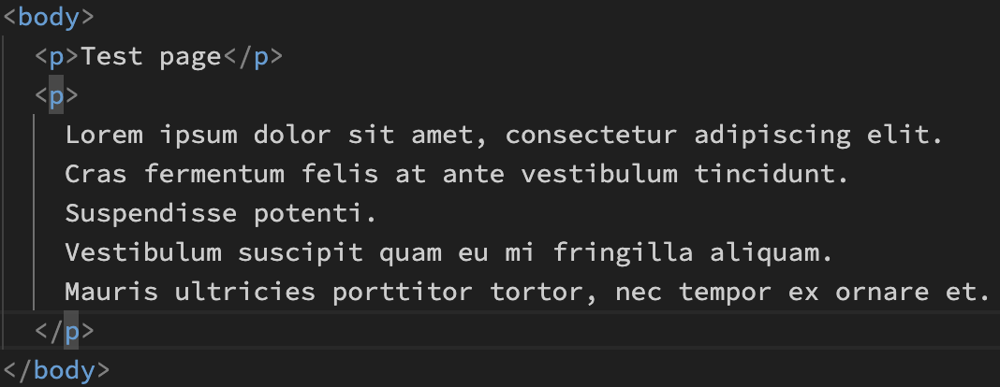 <body>
<p>Test page</p>
<p>
Lorem ipsum dolor sit amet, consectetur adipiscing elit.
Cras fermentum felis at ante vestibulum tincidunt.
Suspendisse potenti.
Vestibulum suscipit quam eu mi fringilla aliquam.
Mauris ultricies porttitor tortor, nec tempor ex ornare et.
</p>
</body>